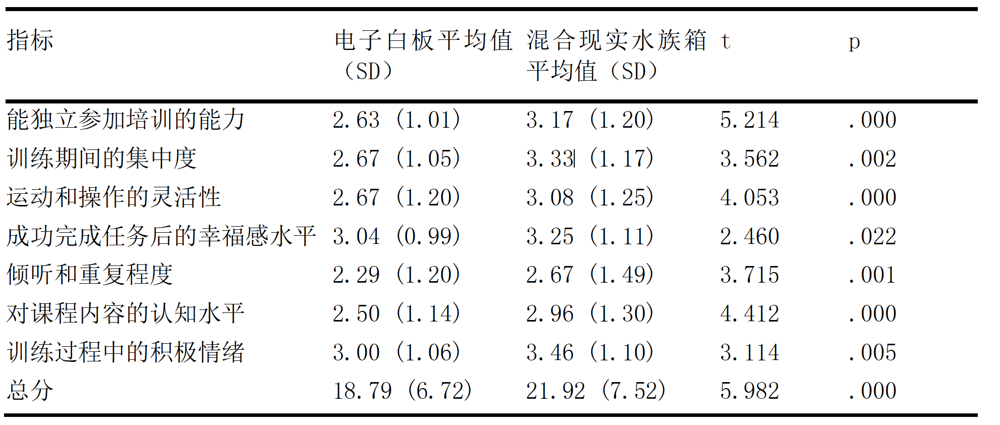 指标 电子白板平均值 混合现实水族箱 t p
（SD） 平均值（SD）
能独立参加培训的能力 2.63 (1.01) 3.17 (1.20) 5.214 .000
训练期间的集中度 2.67 (1.05) 3.33 (1.17) 3.562 .002
运动和操作的灵活性 2.67 (1.20) 3.08 (1.25) 4.053 .000
成功完成任务后的幸福感水平 3.04 (0.99) 3.25 (1.11) 2.460 .022
倾听和重复程度 2.29 (1.20) 2.67 (1.49) 3.715 .001
对课程内容的认知水平 2.50 (1.14) 2.96 (1.30) 4.412 .000
训练过程中的积极情绪 3.00 (1.06) 3.46 (1.10) 3.114 .005
总分 18.79 (6.72) 21.92 (7.52) 5.982 .000